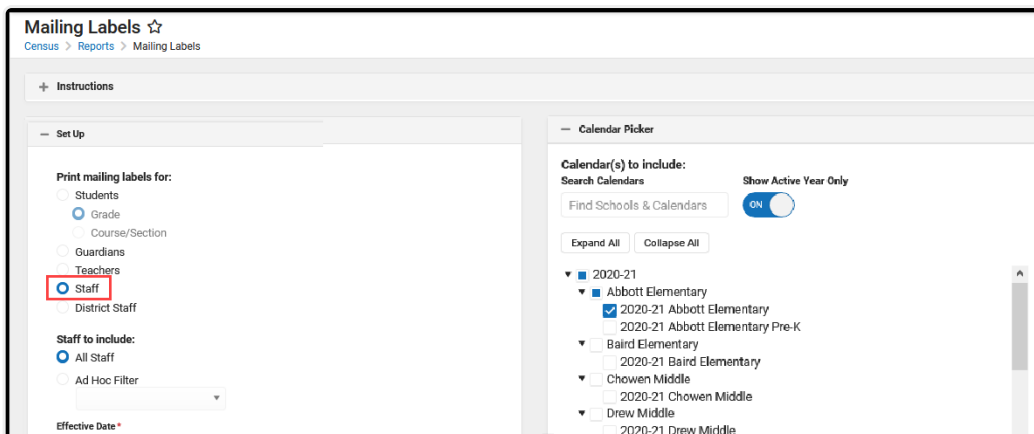 Mailing Labels
Census > Reports > Mailing Labels
Instructions
Set Up
Print mailing labels for:
Students
Grade
Course/Section
Guardians
Teachers
Staff
District Staff
Staff to include:
All Staff
Ad Hoc Filter
Effective Date*
Calendar Picker
Calendar(s) to include:
Search Calendars
Show Active Year Only
Find Schools & Calendars
ON
Expand All
Collapse All
2020-21
Abbott Elementary
2020-21 Abbott Elementary
2020-21 Abbott Elementary Pre-K
Baird Elementary
2020-21 Baird Elementary
Chowen Middle
2020-21 Chowen Middle
Drew Middle
2020-21 Drew Middle